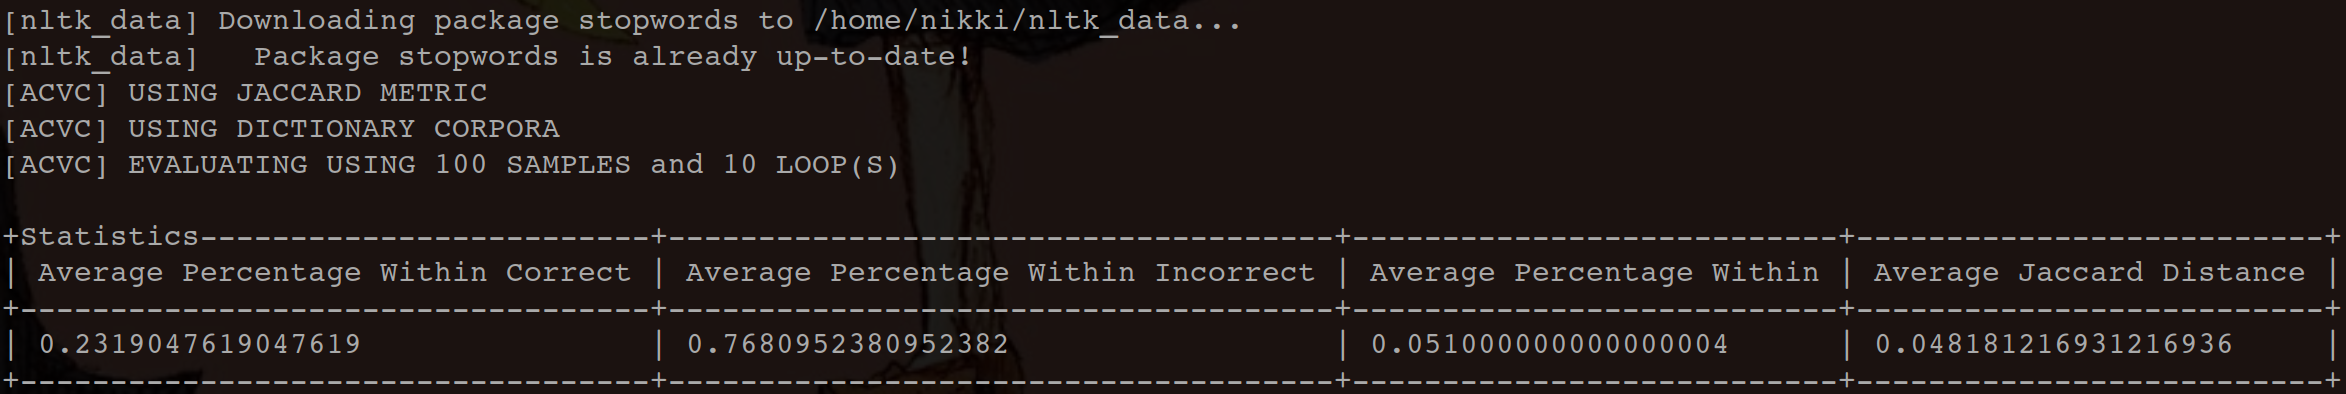 [nltk_data] Downloading package stopwords to /home/nikki/nltk_data...
[nltk_data]   Package stopwords is already up-to-date!
[ACVC] USING JACCARD METRIC
[ACVC] USING DICTIONARY CORPORA
[ACVC] EVALUATING USING 100 SAMPLES and 10 LOOP(S)
+Statistics-------------------------+-------------------------------------+---------------------------+--------------------------+
| Average Percentage Within Correct | Average Percentage Within Incorrect | Average Percentage Within | Average Jaccard Distance |
+-----------------------------------+-------------------------------------+---------------------------+--------------------------+
| 0.2319047619047619                | 0.7680952380952382                  | 0.051000000000000004      | 0.048181216931216936     |
+-----------------------------------+-------------------------------------+---------------------------+--------------------------+